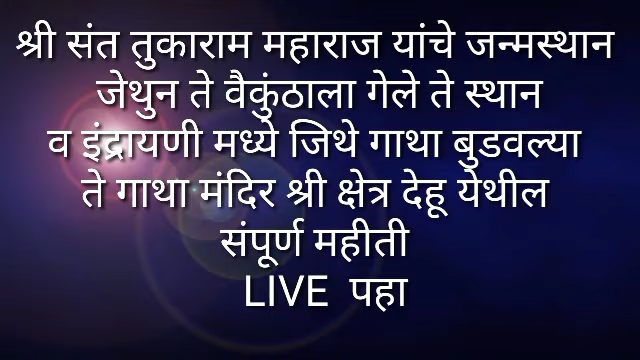 श्री संत तुकाराम महाराज यांचे जन्मस्थान
जेथुन ते वैकुंठाला गेले ते स्थान
व इंद्रायणी मध्ये जिथे गाथा बुडवल्या
ते गाथा मंदिर श्री क्षेत्र देहू येथील
संपूर्ण महीती
LIVE पहा